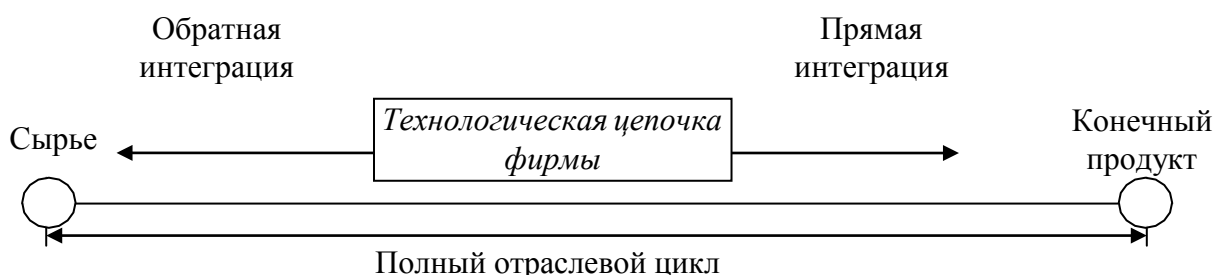 Обратная
интеграция
Прямая
интеграция
Технологическая цепочка
фирмы
Сырье
Конечный
продукт
Полный отраслевой цикл